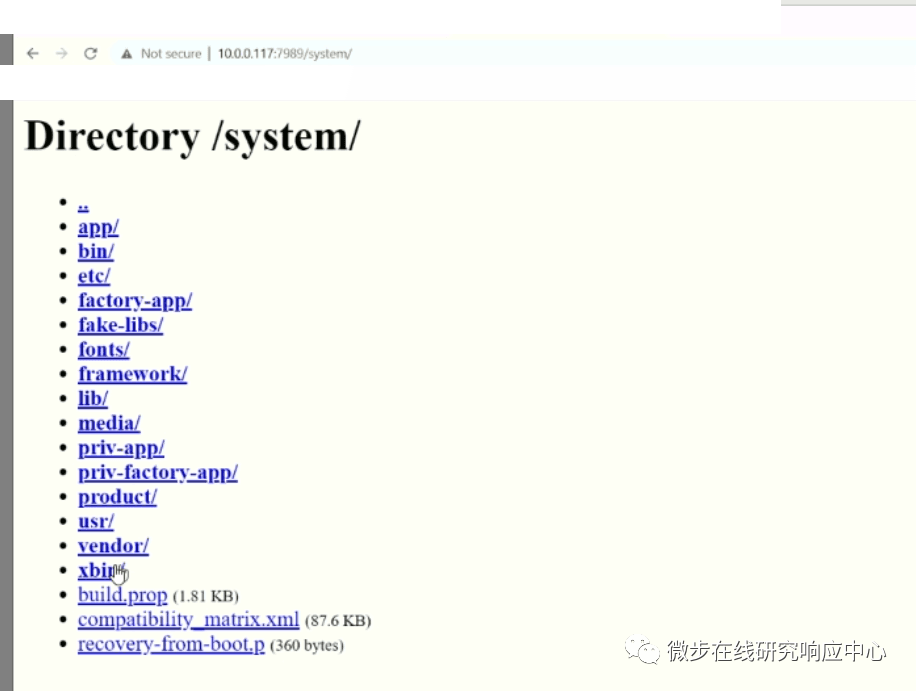 Not secure | 10.0.0.117:7989/system/
Directory /system/
..
app/
bin/
etc/
factory-app/
fake-libs/
fonts/
framework/
lib/
media/
priv-app/
priv-factory-app/
product/
usr/
vendor/
xbin/
build.prop (1.81 KB)
compatibility_matrix.xml (87.6 KB)
recovery-from-boot.p (360 bytes)
微步在线研究响应中心